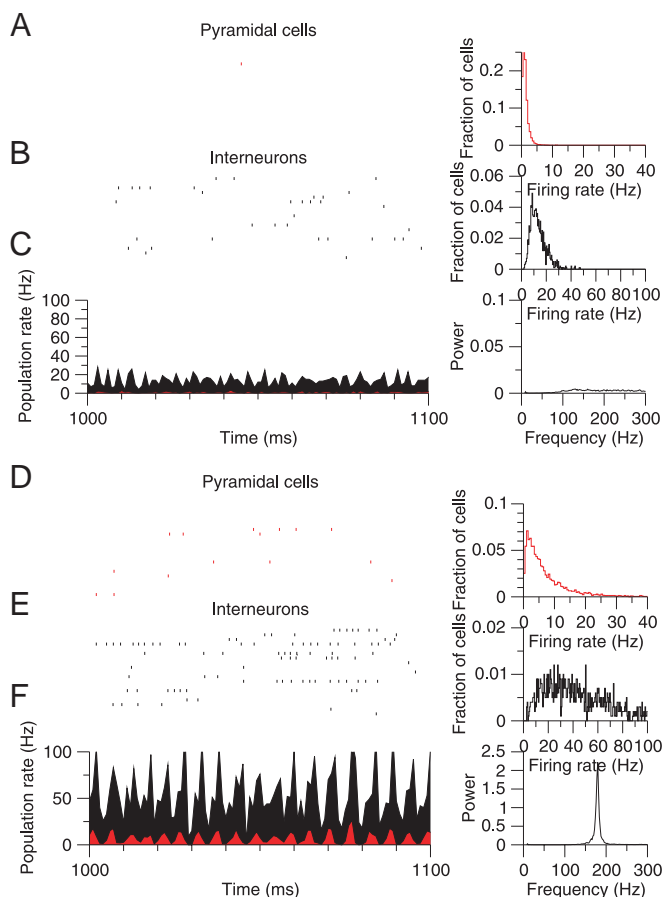 A
Pyramidal cells
Fraction of cells
0.2
0.1
0
0 10 20 30 40
Firing rate (Hz)
B
Interneurons
Fraction of cells
0.06
0.04
0.02
0
0 20 40 60 80 100
Firing rate (Hz)
C
Population rate (Hz)
100
80
60
40
20
0
1000 1100
Time (ms)
Power
0.1
0.05
0
0 100 200 300
Frequency (Hz)
D
Pyramidal cells
Fraction of cells
0.1
0.05
0
0 10 20 30 40
Firing rate (Hz)
E
Interneurons
Fraction of cells
0.02
0.01
0
0 20 40 60 80 100
Firing rate (Hz)
F
Population rate (Hz)
100
50
0
1000 1100
Time (ms)
Power
2.5
2
1.5
1
0.5
0
0 100 200 300
Frequency (Hz)